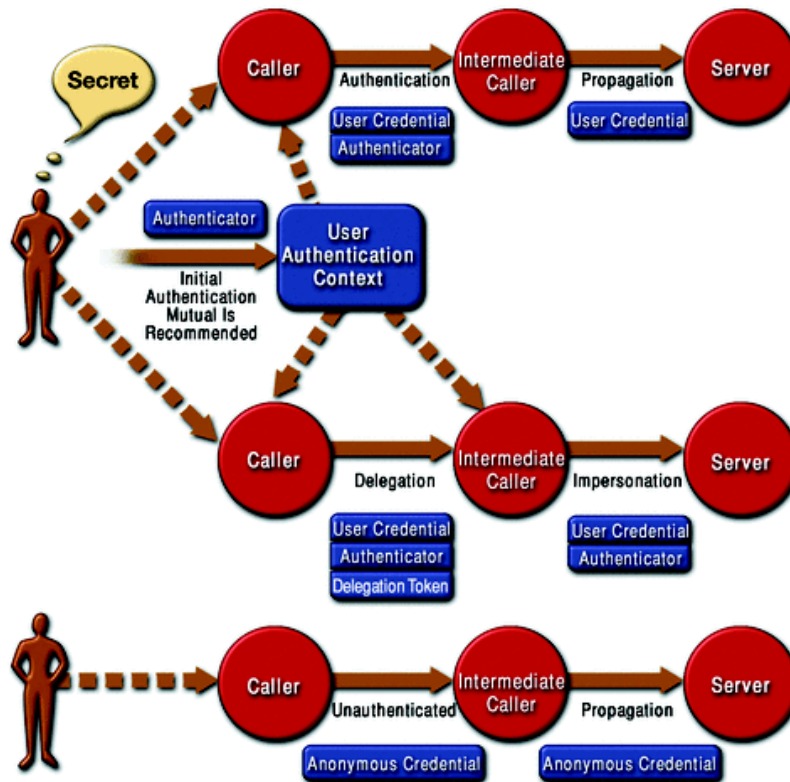 Secret
Caller
Authentication
Intermediate
Caller
Propagation
Server
User Credential
Authenticator
User Credential
Authenticator
Initial
Authentication
Mutual Is
Recommended
User
Authentication
Context
Caller
Delegation
Intermediate
Caller
Impersonation
Server
User Credential
Authenticator
Delegation Token
User Credential
Authenticator
Caller
Unauthenticated
Intermediate
Caller
Propagation
Server
Anonymous Credential
Anonymous Credential